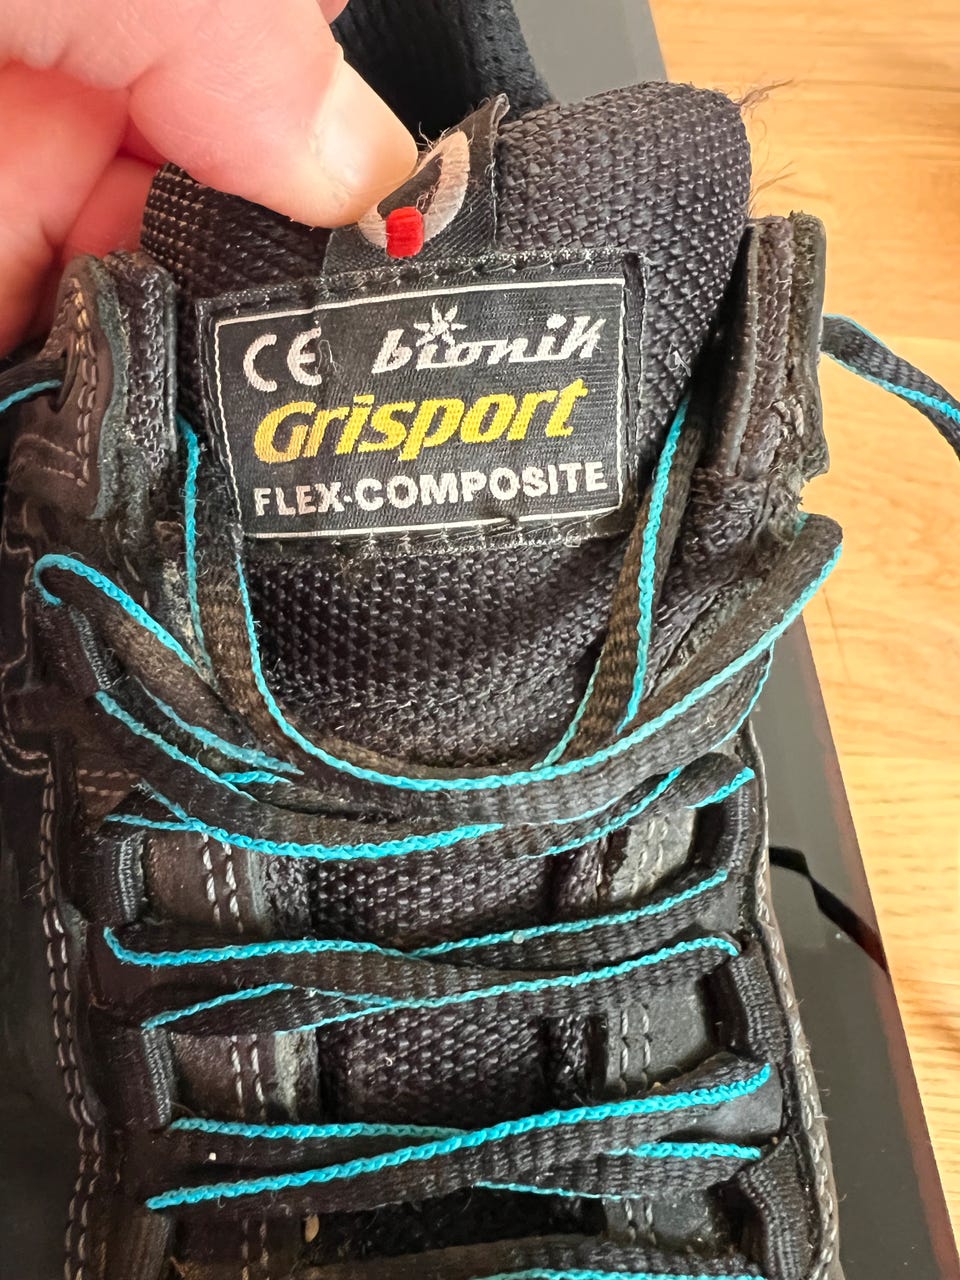 CE bionik
Grisport
FLEX-COMPOSITE